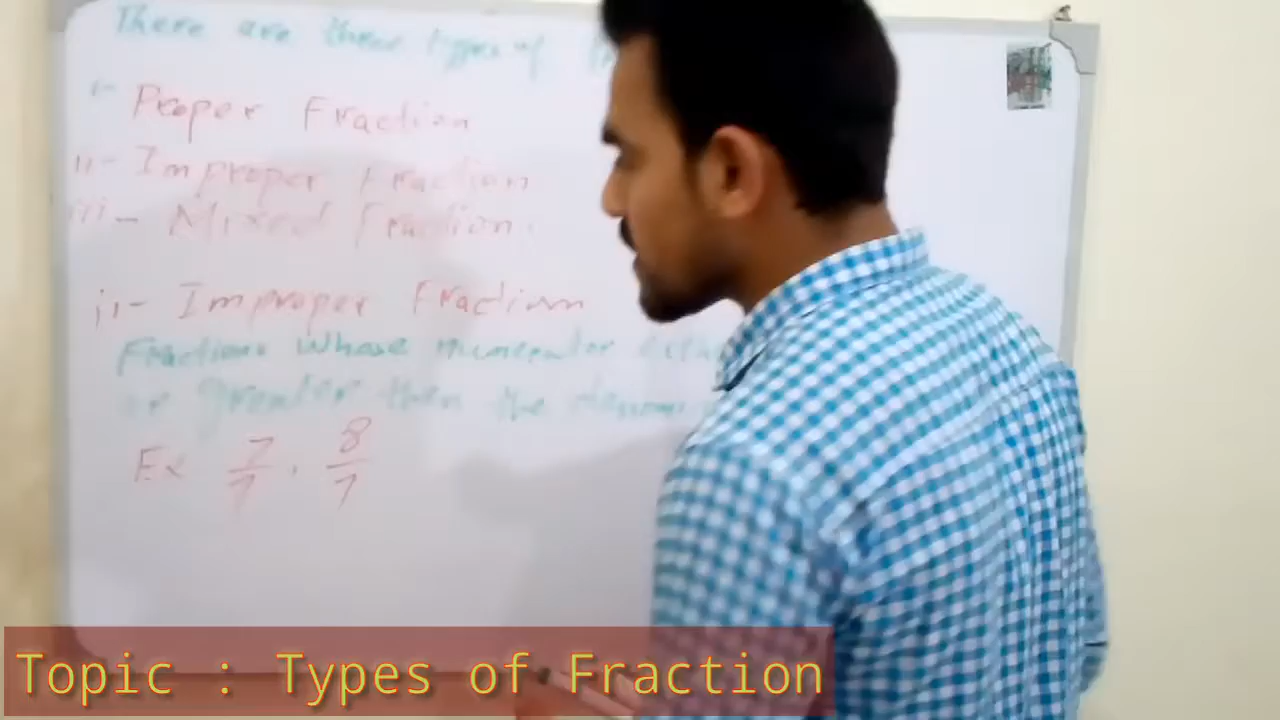 There are three types of
i- Proper Fraction
ii- Improper Fraction
iii- Mixed Fraction.
ii- Improper Fraction
Fractions whose numerator
or greater then the
Ex 7/7, 8/7
Topic : Types of Fraction